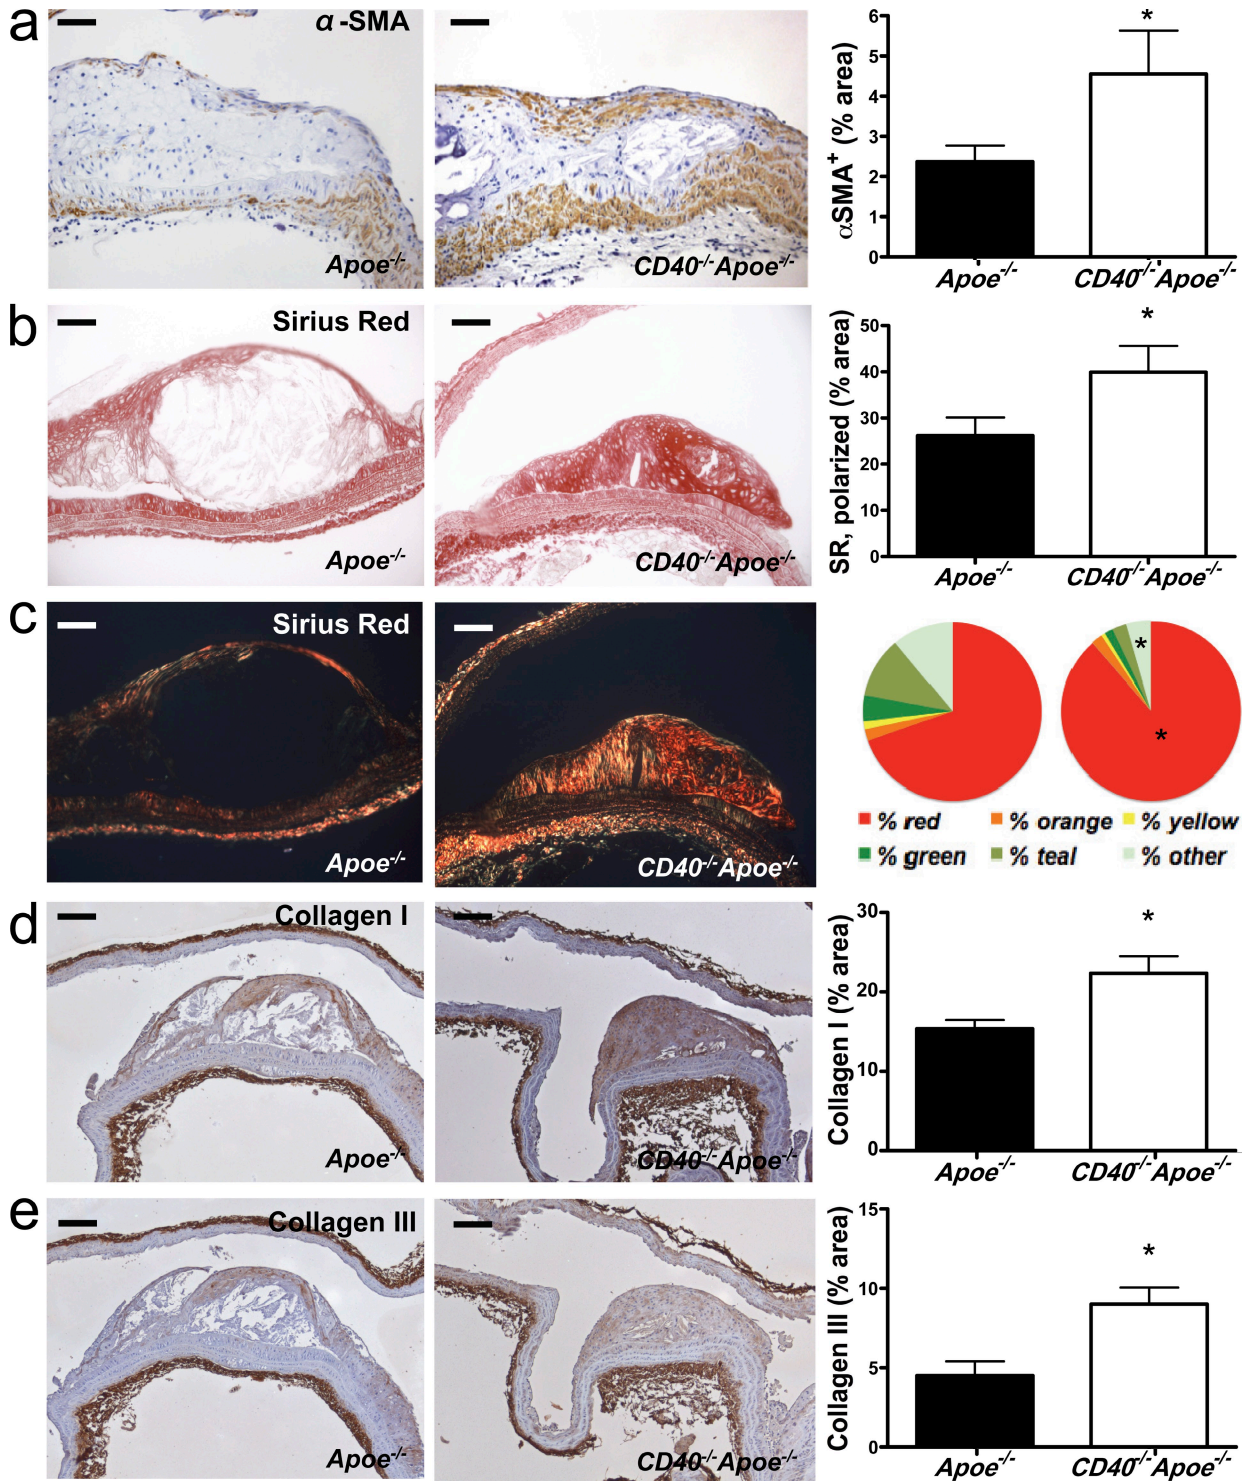 a
α-SMA
Apoe-/-
CD40-/-Apoe-/-
αSMA+ (% area)
6
5
4
3
2
1
0
*
Apoe-/-
CD40-/-Apoe-/-
b
Sirius Red
Apoe-/-
CD40-/-Apoe-/-
SR, polarized (% area)
50
40
30
20
10
0
*
Apoe-/-
CD40-/-Apoe-/-
c
Sirius Red
Apoe-/-
CD40-/-Apoe-/-
*
*
% red % orange % yellow
% green % teal % other
d
Collagen I
Apoe-/-
CD40-/-Apoe-/-
Collagen I (% area)
30
20
10
0
*
Apoe-/-
CD40-/-Apoe-/-
e
Collagen III
Apoe-/-
CD40-/-Apoe-/-
Collagen III (% area)
15
10
5
0
*
Apoe-/-
CD40-/-Apoe-/-